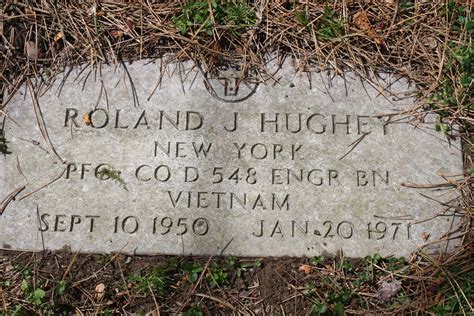 ROLAND J HUGHEY
NEW YORK
PFC CO D 548 ENGR BN
VIETNAM
SEPT 10 1950 JAN 20 1971